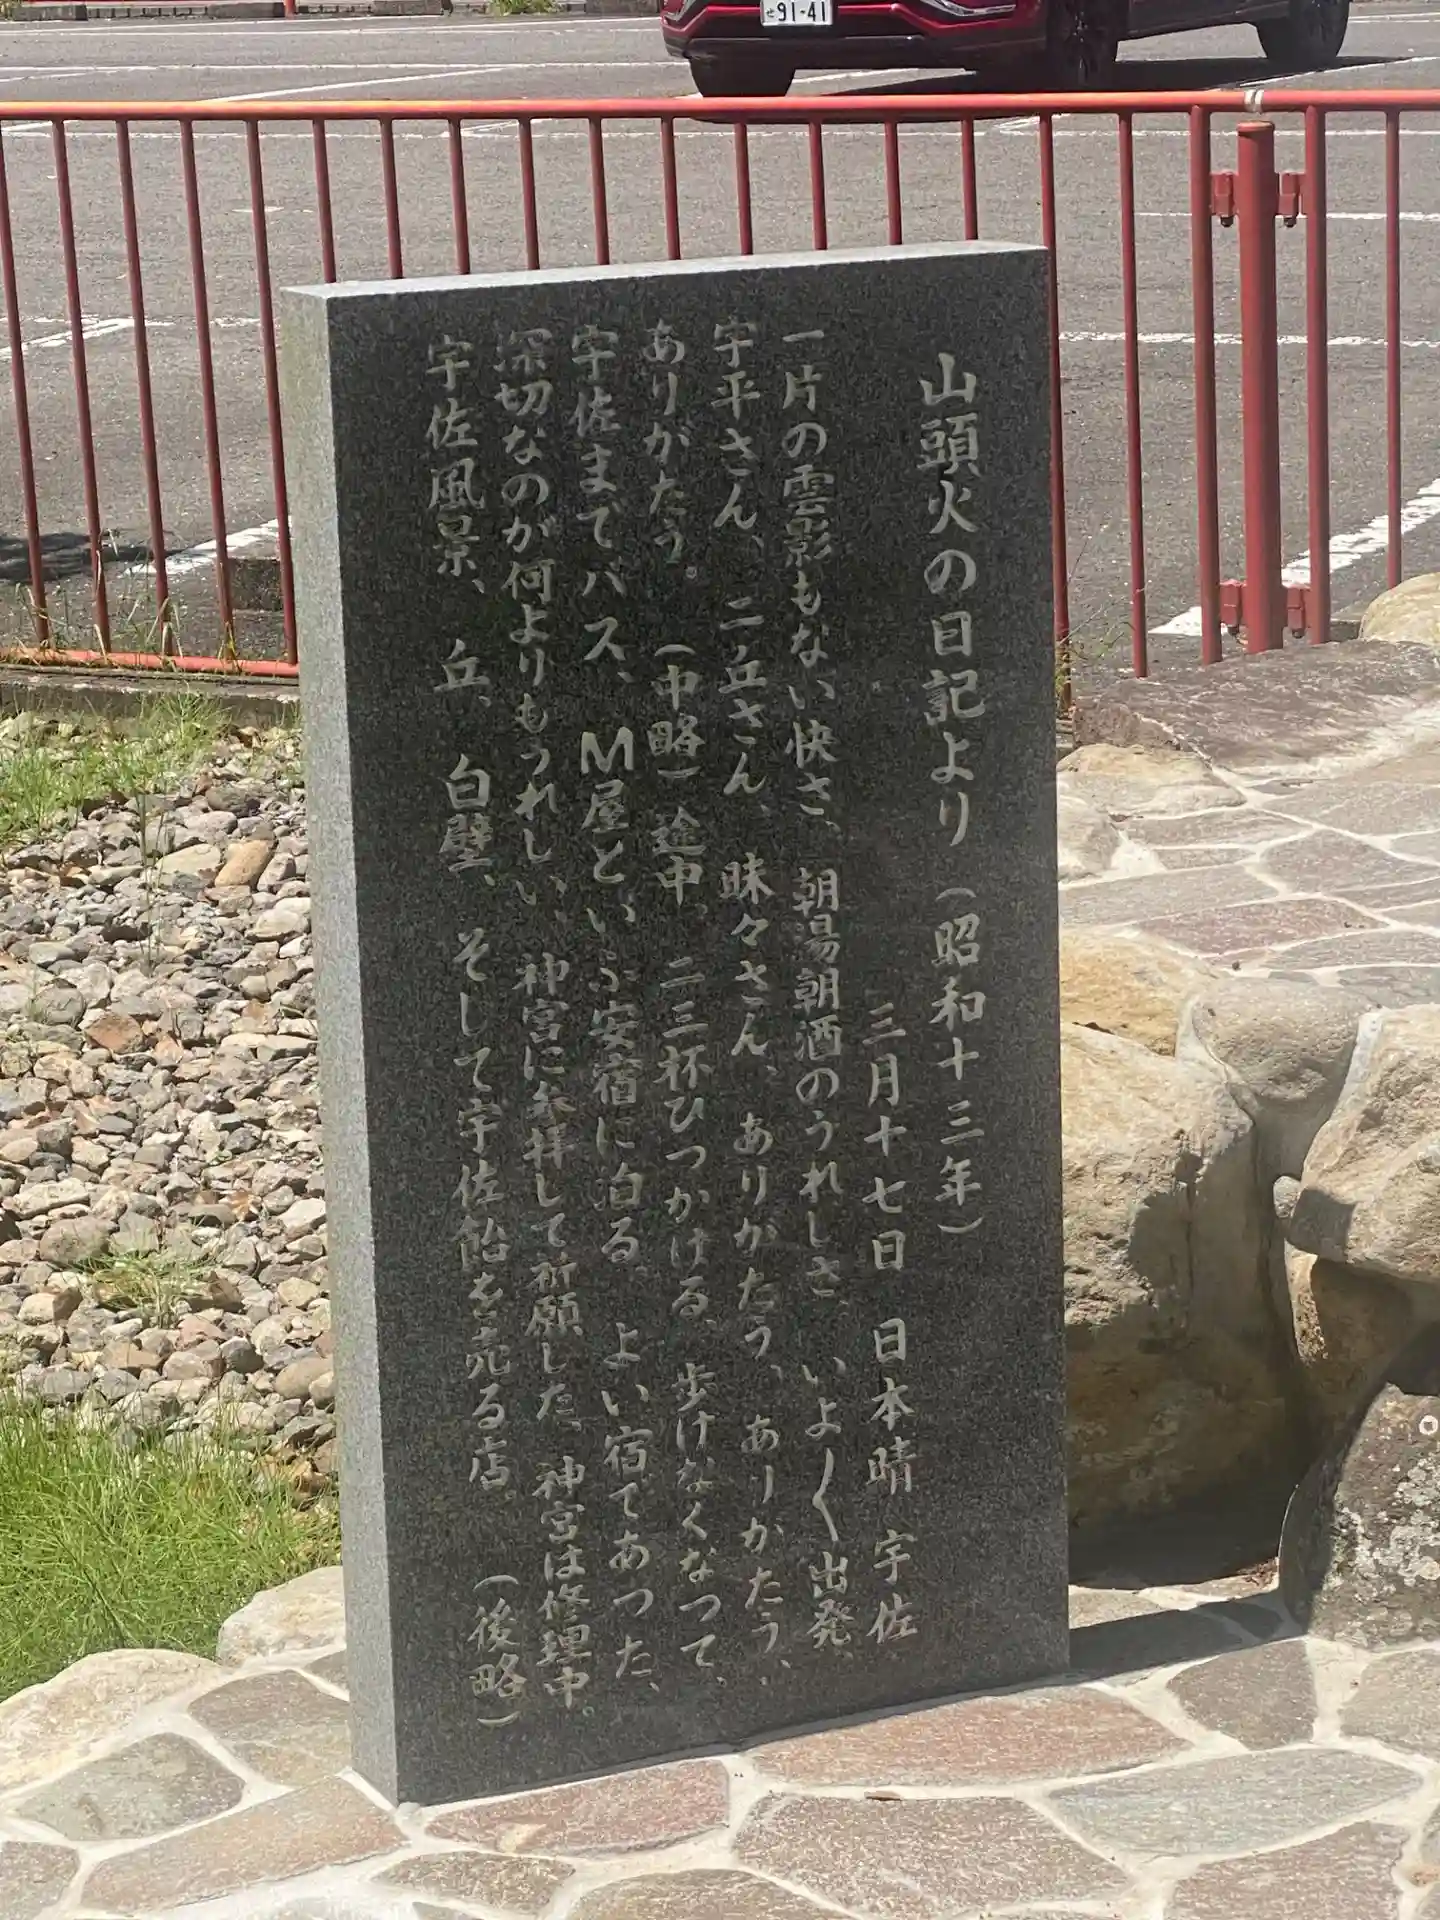 山頭火の日記より(昭和十三年)
三月十七日 日本晴 宇佐
一片の雲影もない快さ、朝湯朝酒のうれしさ、いよ〱出発、
宇平さん、二丘さん、昧々さん、ありがたう、ありがたう、
ありがたう。(中略)途中、二三杯ひつかける、歩けなくなつて、
宇佐までバス、M屋といふ安宿に泊る、よい宿であつた、
深切なのが何よりもうれしい、神宮に参拝して祈願した、神宮は修理中。
宇佐風景、丘、白壁、そして宇佐飴を売る店。(後略)
せ 91-41